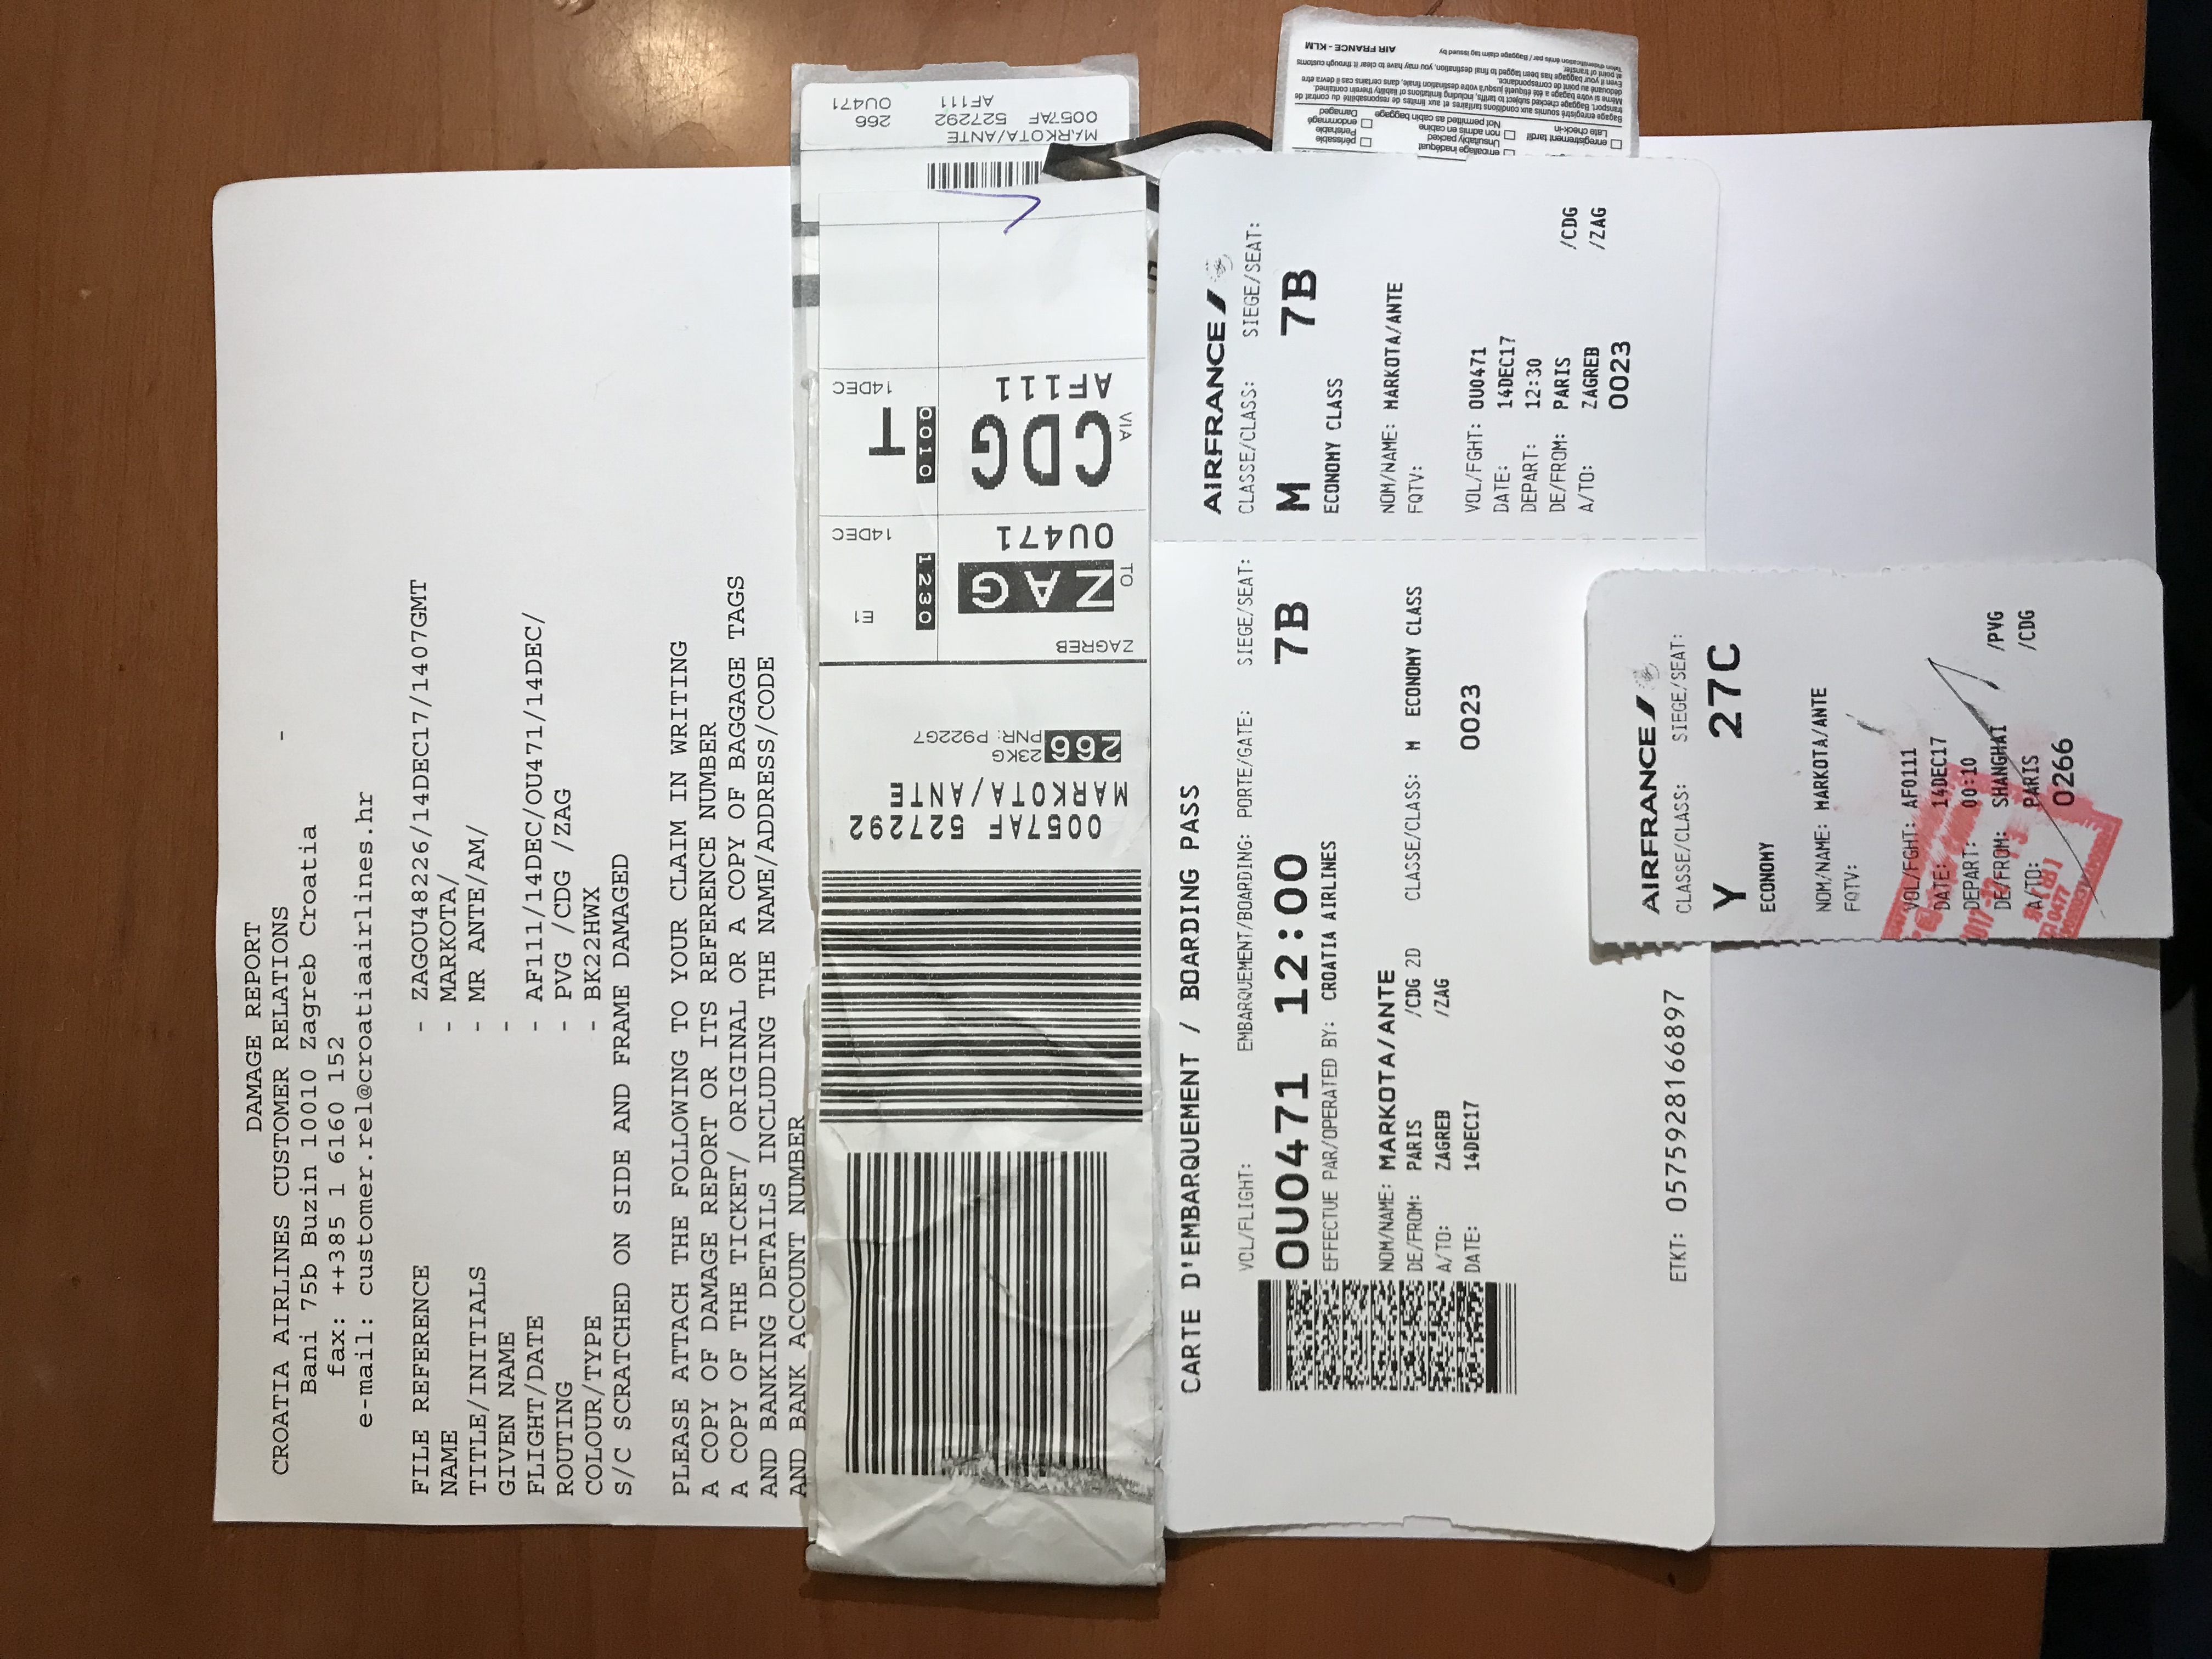 DAMAGE REPORT
CROATIA AIRLINES CUSTOMER RELATIONS -
Bani 75b Buzin 10010 Zagreb Croatia
fax: ++385 1 6160 152
e-mail: customer.rel@croatiaairlines.hr
FILE REFERENCE - ZAGOU48226/14DEC17/1407GMT
NAME - MARKOTA/
TITLE/INITIALS - MR ANTE/AM/
GIVEN NAME -
FLIGHT/DATE - AF111/14DEC/OU471/14DEC/
ROUTING - PVG /CDG /ZAG
COLOUR/TYPE - BK22HWX
S/C SCRATCHED ON SIDE AND FRAME DAMAGED
PLEASE ATTACH THE FOLLOWING TO YOUR CLAIM IN WRITING
A COPY OF DAMAGE REPORT OR ITS REFERENCE NUMBER
A COPY OF THE TICKET/ ORIGINAL OR A COPY OF BAGGAGE TAGS
AND BANKING DETAILS INCLUDING THE NAME/ADDRESS/CODE
AND BANK ACCOUNT NUMBER
0057AF 527292
MARKOTA/ANTE
266 23KG
PNR: P922G7
ZAGREB E1
TO ZAG 1230
OU471 14DEC
VIA CDG 0010 T
AF111 14DEC
MARKOTA/ANTE 266
0057AF 527292 OU471
AF111
CARTE D'EMBARQUEMENT / BOARDING PASS
VOL/FLIGHT: EMBARQUEMENT/BOARDING: PORTE/GATE: SIEGE/SEAT:
OU0471 12:00 7B
EFFECTUE PAR/OPERATED BY: CROATIA AIRLINES
NOM/NAME: MARKOTA/ANTE
DE/FROM: PARIS /CDG 2D CLASSE/CLASS: M ECONOMY CLASS
A/TO: ZAGREB /ZAG
DATE: 14DEC17 0023
ETKT: 0575928166897
AIRFRANCE
CLASSE/CLASS: SIEGE/SEAT:
M 7B
ECONOMY CLASS
NOM/NAME: MARKOTA/ANTE
FQTV:
VOL/FGHT: OU0471
DATE: 14DEC17
DEPART: 12:30
DE/FROM: PARIS /CDG
A/TO: ZAGREB /ZAG
0023
enregistrement tardif
Late check-in
emballage inadéquat
Unsuitably packed
non admis en cabine
Not permitted as cabin baggage
périssable
Perishable
endommagé
Damaged
AIR FRANCE - KLM
AIRFRANCE
CLASSE/CLASS: SIEGE/SEAT:
Y 27C
ECONOMY
NOM/NAME: MARKOTA/ANTE
FQTV:
VOL/FGHT: AF0111
DATE: 14DEC17
DEPART: 00:10
DE/FROM: SHANGHAI /PVG
A/TO: PARIS /CDG
0266